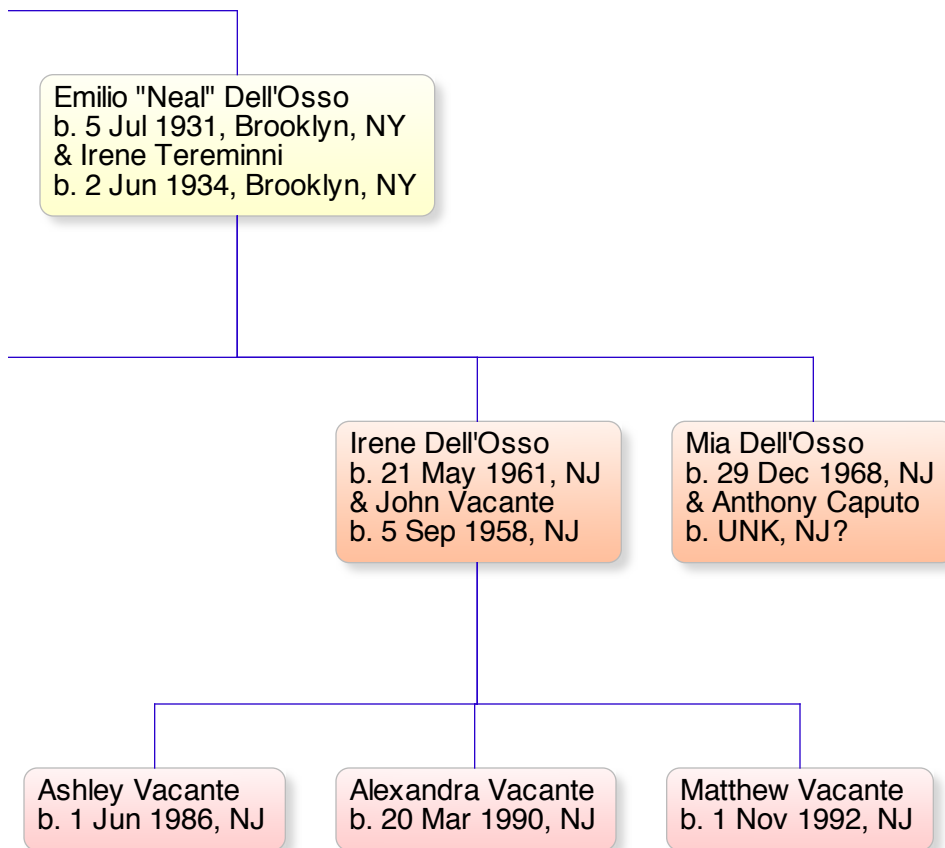 Emilio "Neal" Dell'Osso
b. 5 Jul 1931, Brooklyn, NY
& Irene Tereminni
b. 2 Jun 1934, Brooklyn, NY
Irene Dell'Osso
b. 21 May 1961, NJ
& John Vacante
b. 5 Sep 1958, NJ
Mia Dell'Osso
b. 29 Dec 1968, NJ
& Anthony Caputo
b. UNK, NJ?
Ashley Vacante
b. 1 Jun 1986, NJ
Alexandra Vacante
b. 20 Mar 1990, NJ
Matthew Vacante
b. 1 Nov 1992, NJ